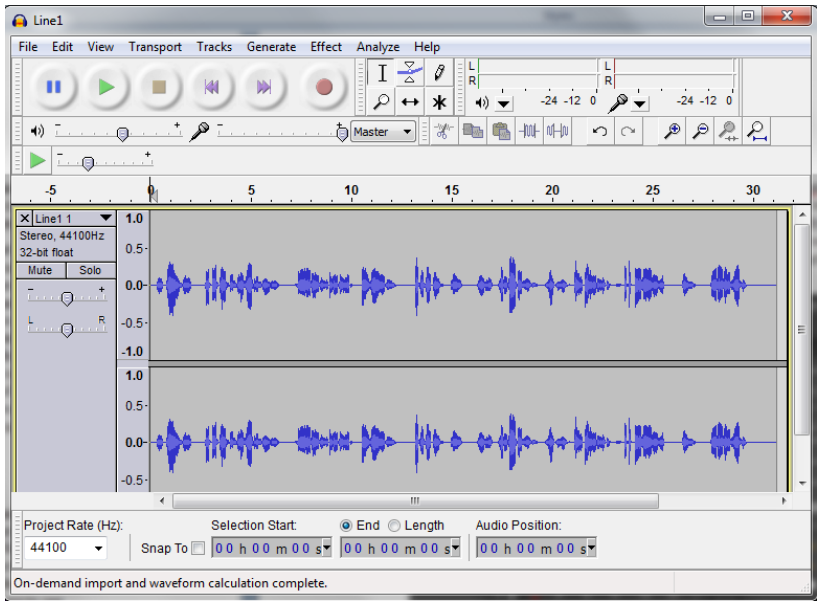 Line1
File Edit View Transport Tracks Generate Effect Analyze Help
L
R
-24 -12 0
L
R
-24 -12 0
- + - + Master
- +
-5 0 5 10 15 20 25 30
Line1 1
Stereo, 44100Hz
32-bit float
Mute Solo
- +
L R
1.0
0.5-
0.0-
-0.5-
-1.0
1.0
0.5-
0.0-
-0.5-
Project Rate (Hz): Selection Start: End Length Audio Position:
44100 Snap To 00 h 00 m 00 s 00 h 00 m 00 s 00 h 00 m 00 s
On-demand import and waveform calculation complete.